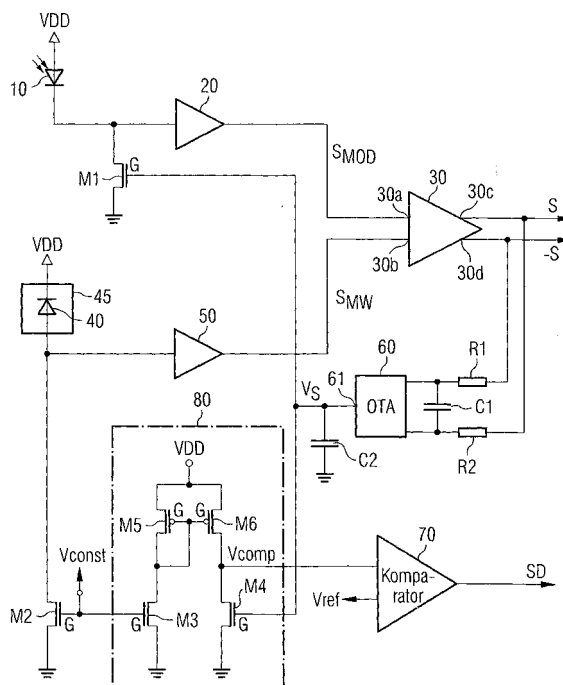 VDD
10
20
G
M1
SMOD
30
30a
30c
S
-S
30b
30d
VDD
45
40
50
SMW
60
R1
61
OTA
VS
C1
C2
R2
80
VDD
M5
G
G
M6
Vconst
Vcomp
M4
70
Kompa-
rator
SD
Vref
M2
G
G
M3
G